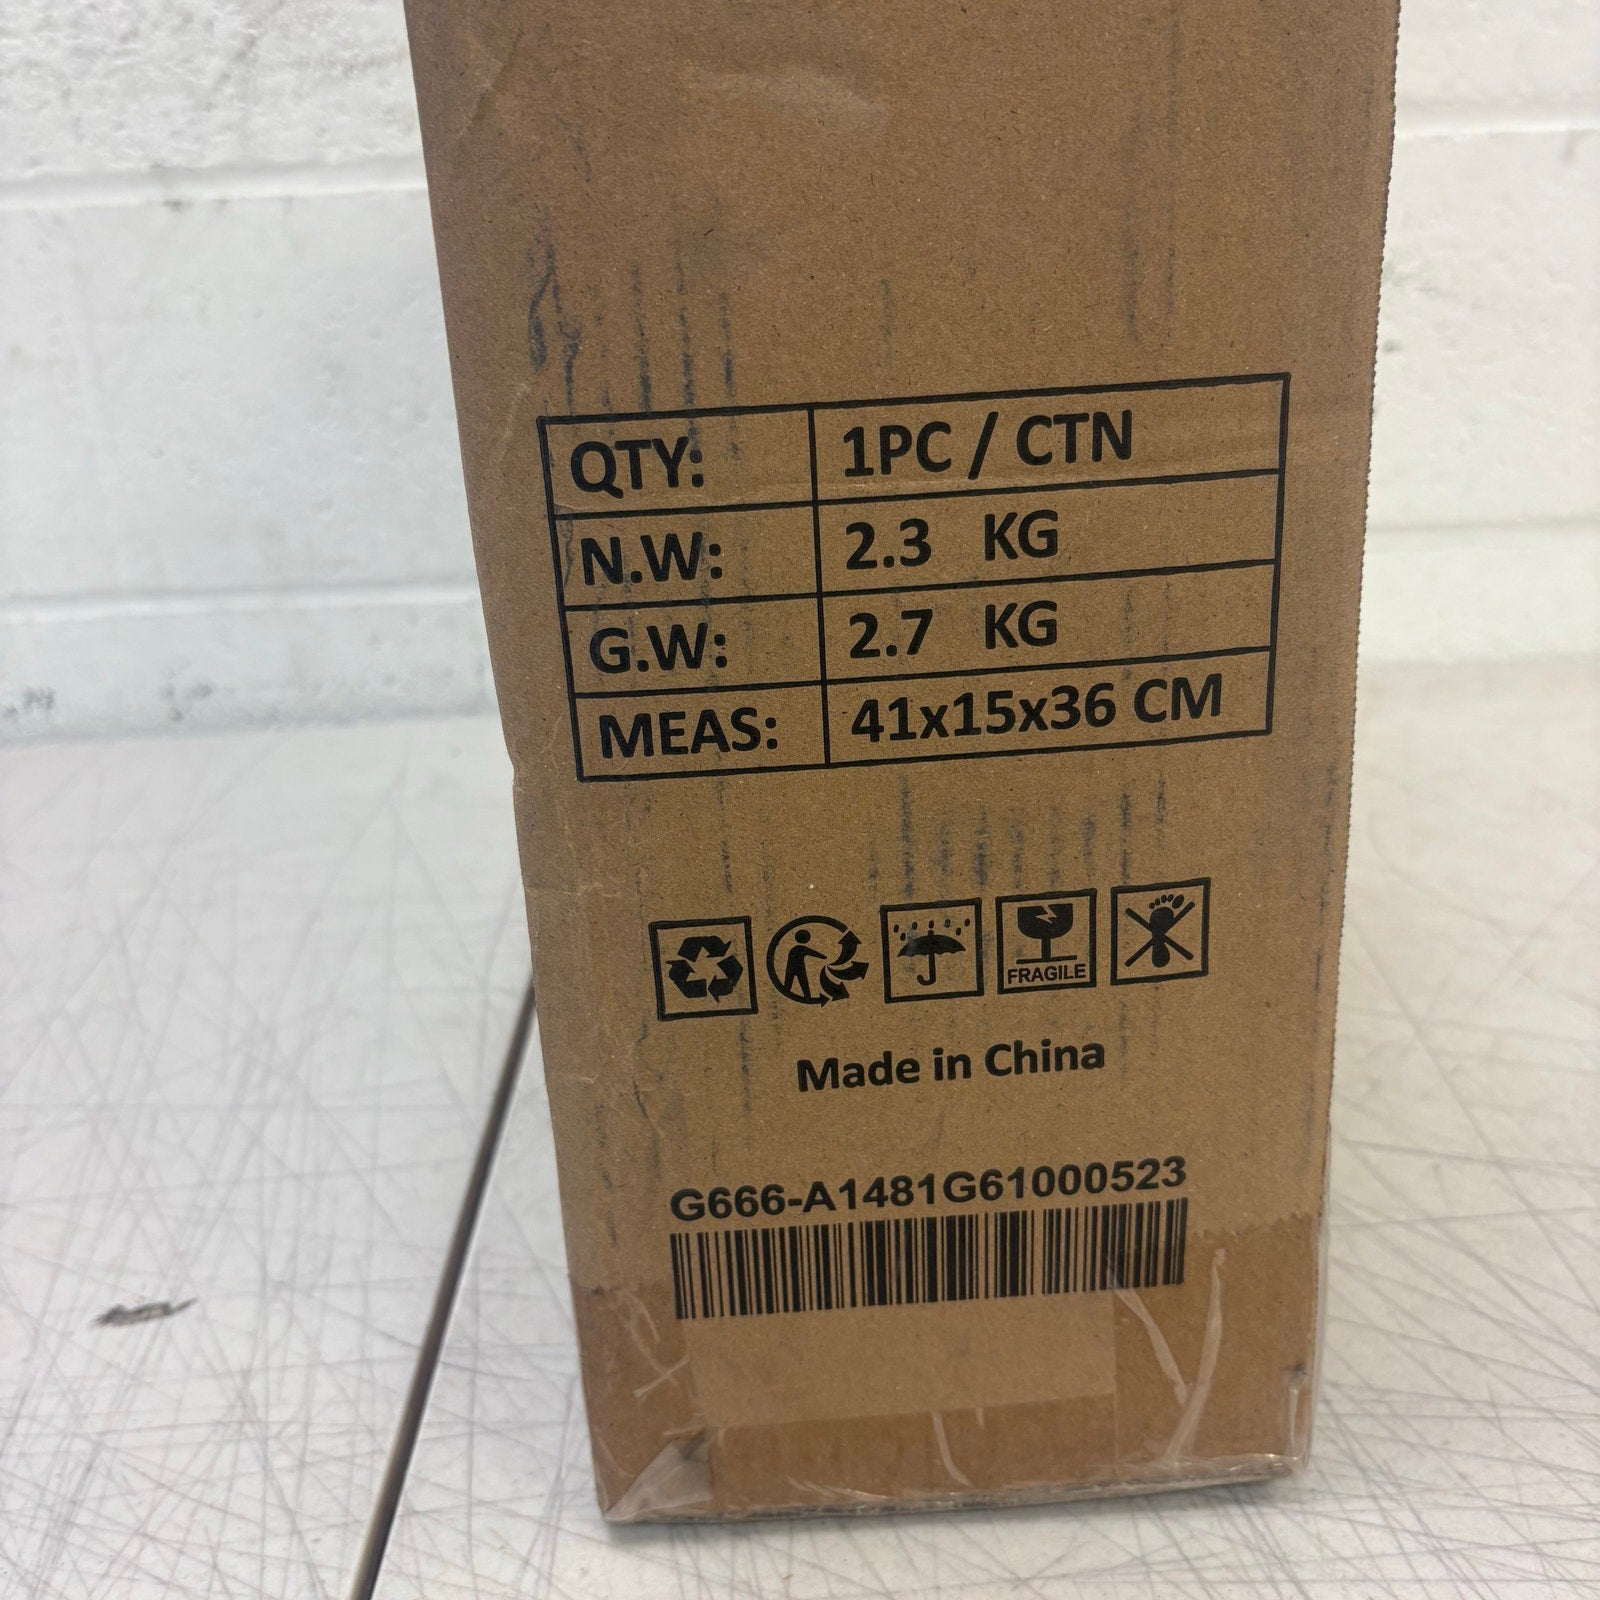 QTY: 1PC / CTN
N.W: 2.3 KG
G.W: 2.7 KG
MEAS: 41x15x36 CM
FRAGILE
Made in China
G666-A1481G61000523